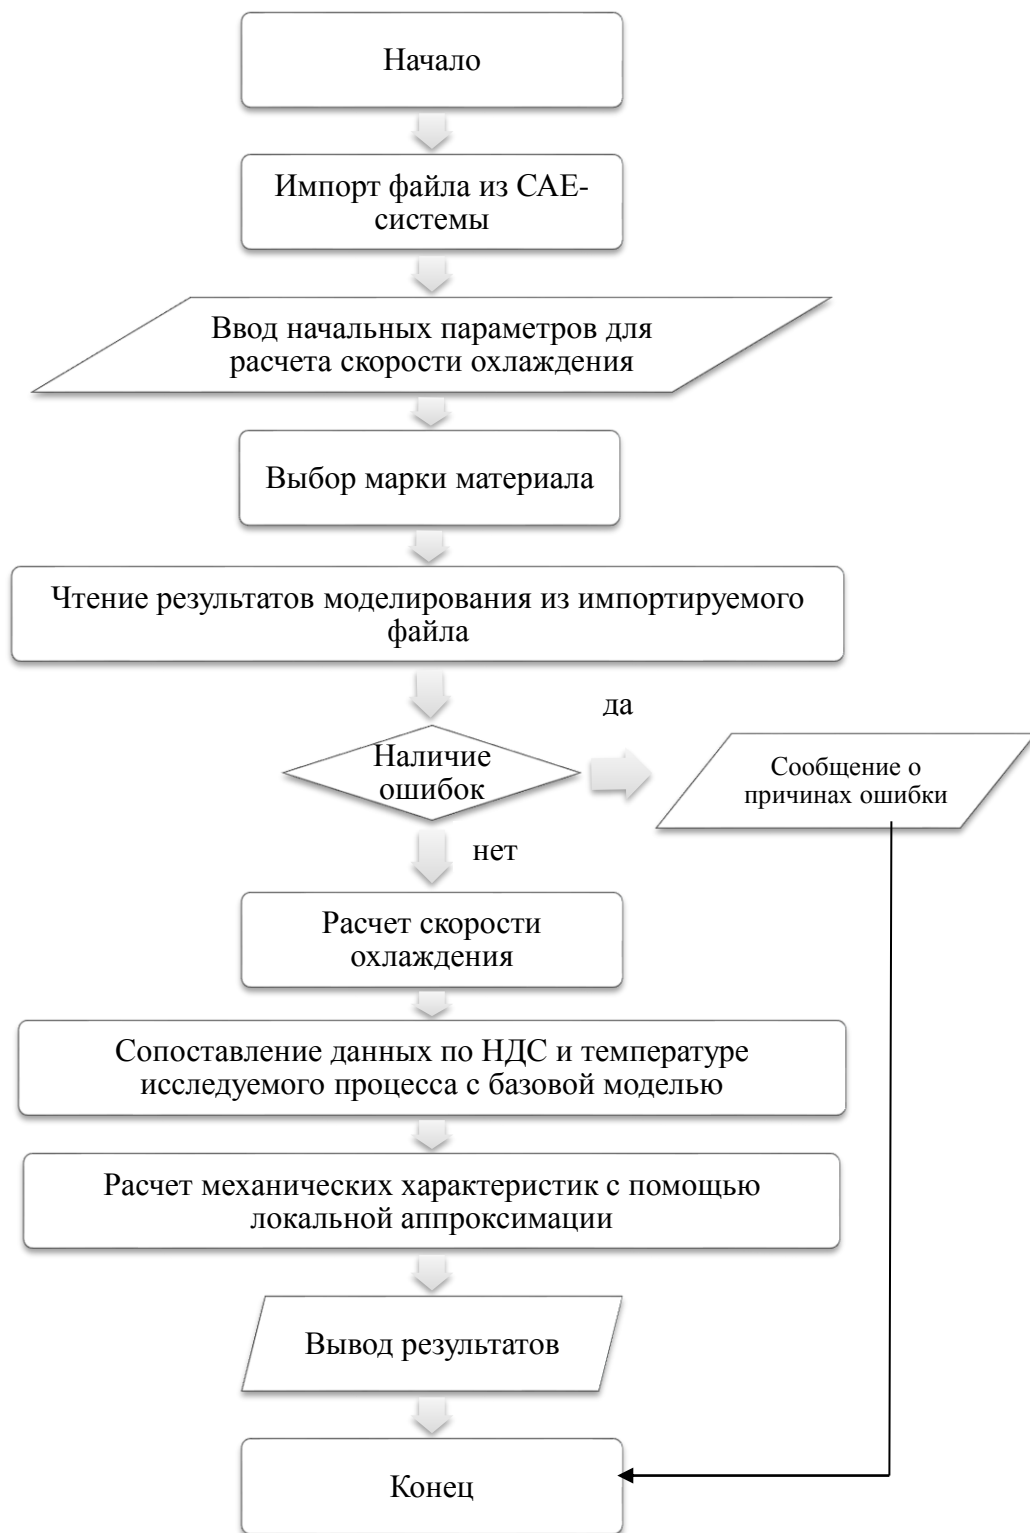 Начало
Импорт файла из CAE-
системы
Ввод начальных параметров для
расчета скорости охлаждения
Выбор марки материала
Чтение результатов моделирования из импортируемого
файла
да
Наличие
ошибок
Сообщение о
причинах ошибки
нет
Расчет скорости
охлаждения
Сопоставление данных по НДС и температуре
исследуемого процесса с базовой моделью
Расчет механических характеристик с помощью
локальной аппроксимации
Вывод результатов
Конец